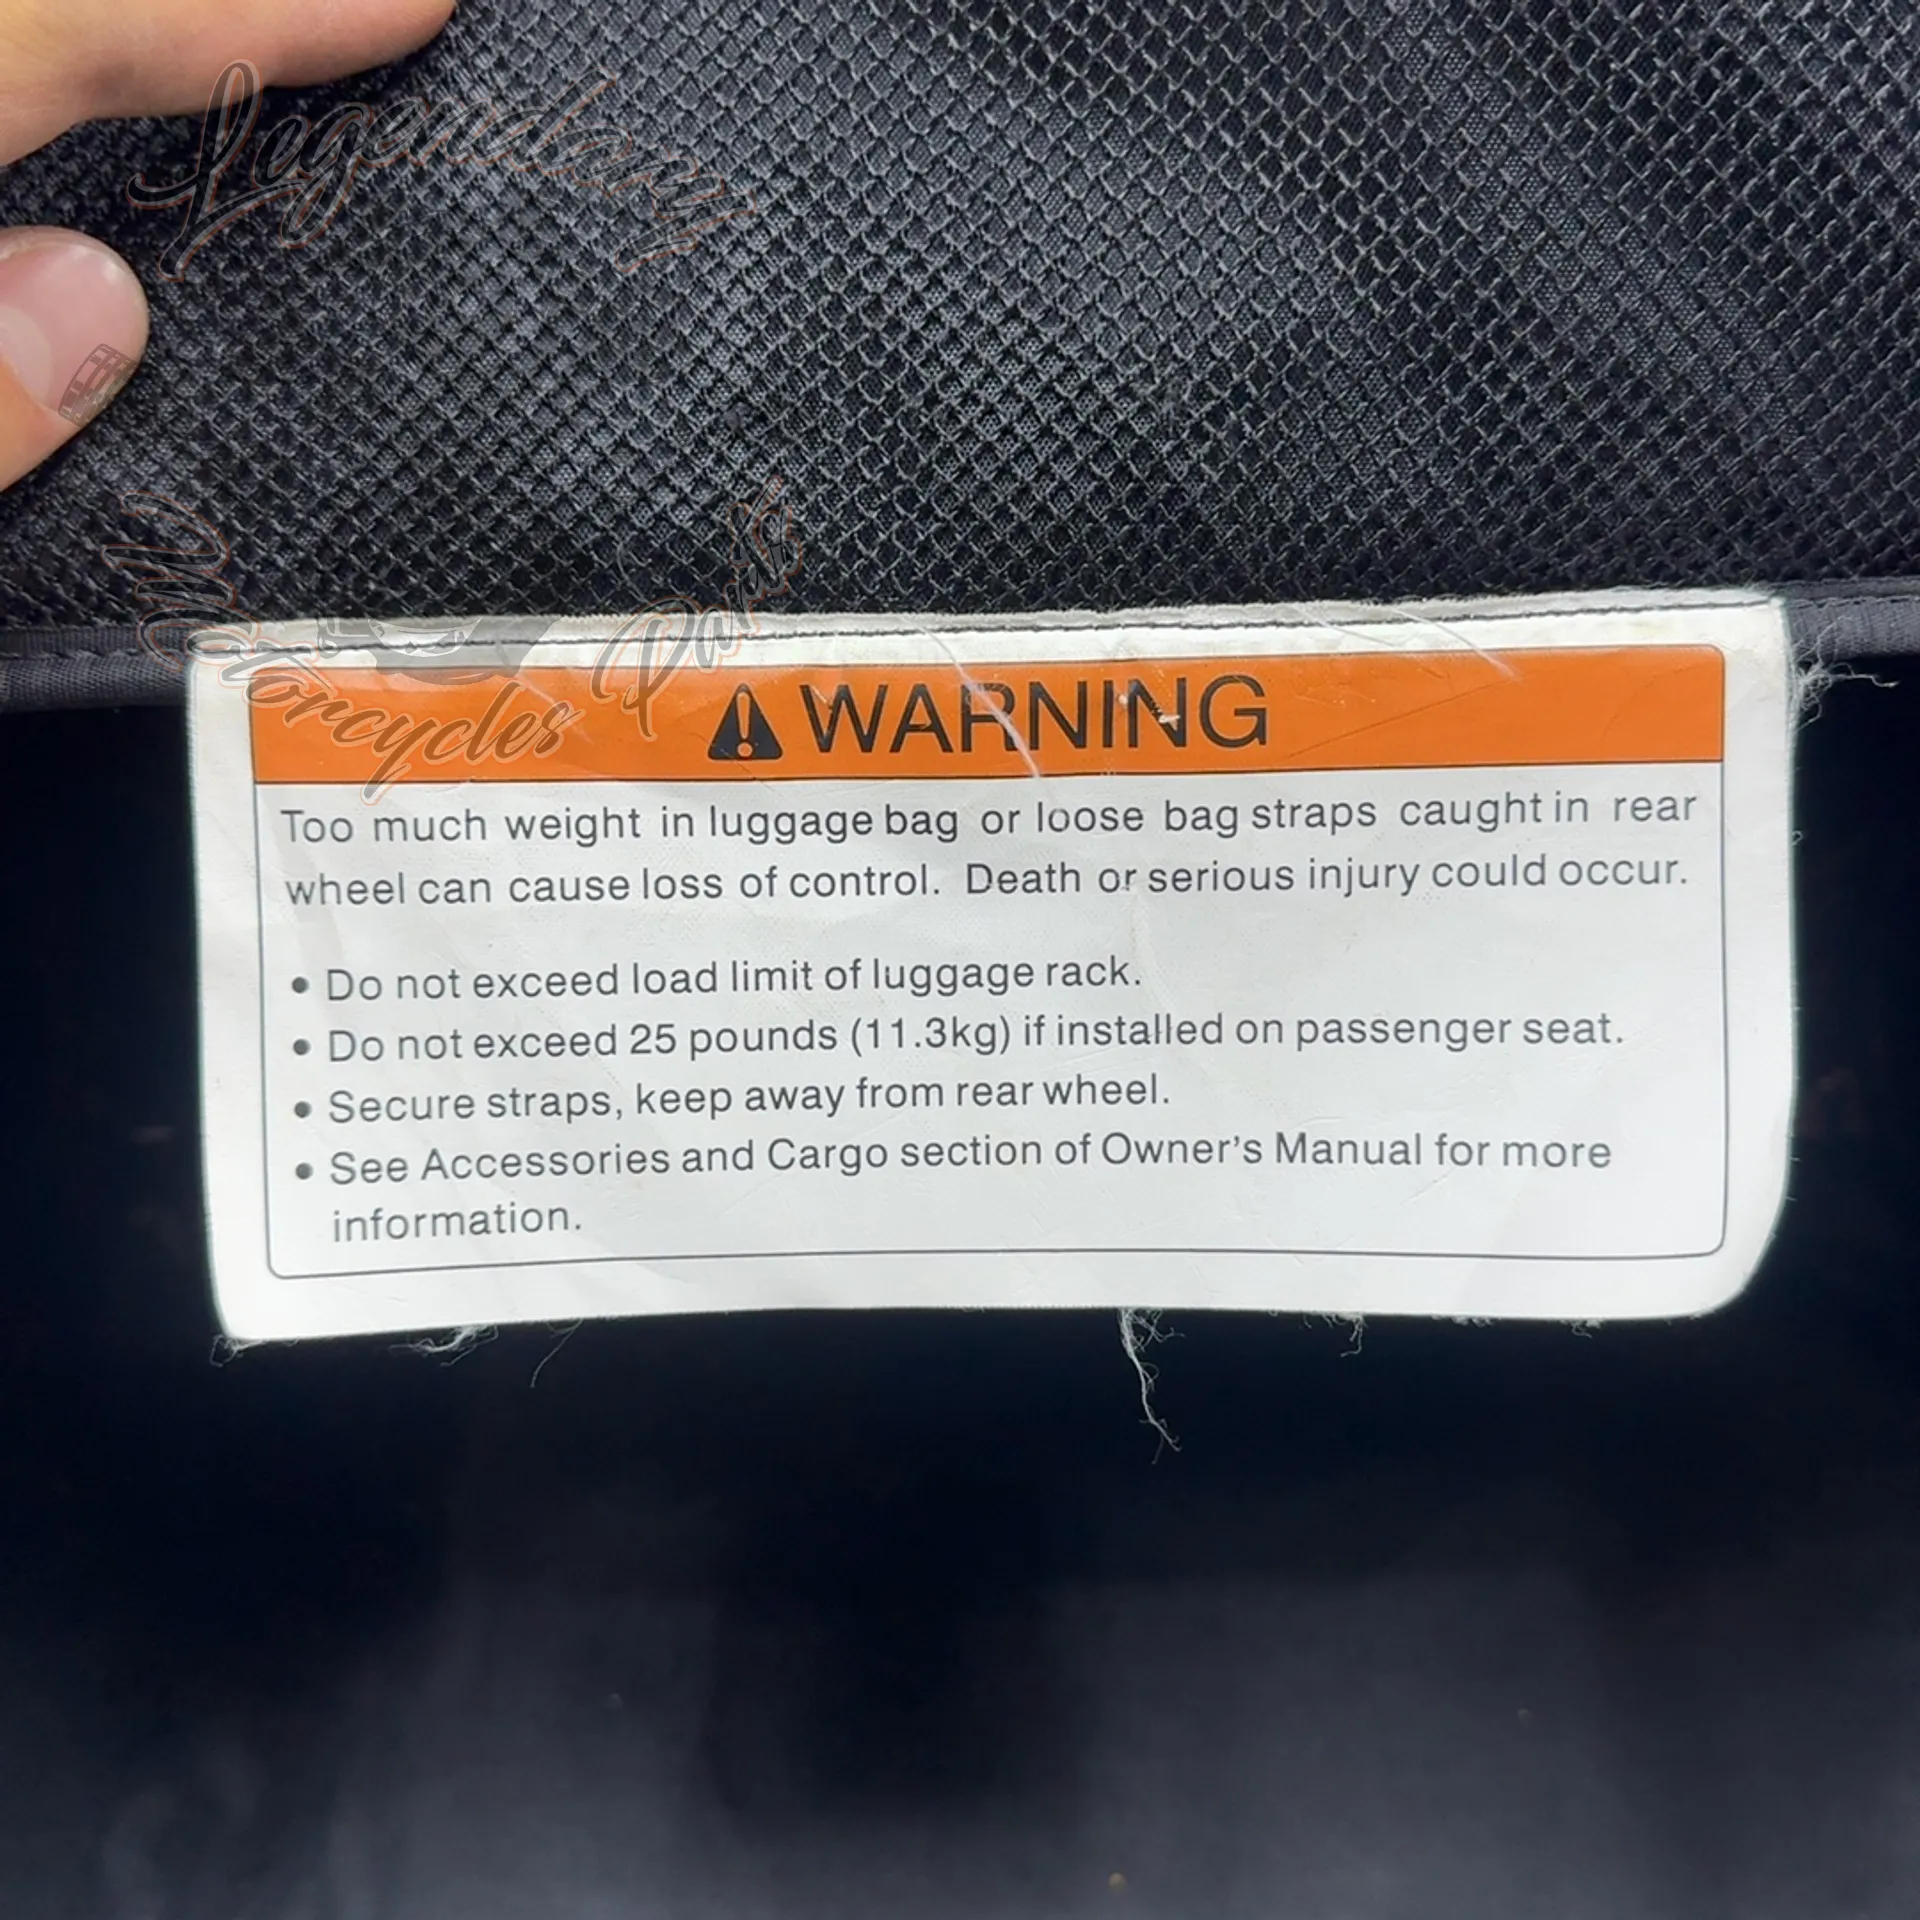 Legendary
Motorcycles Parts
WARNING
Too much weight in luggage bag or loose bag straps caught in rear
wheel can cause loss of control. Death or serious injury could occur.
• Do not exceed load limit of luggage rack.
• Do not exceed 25 pounds (11.3kg) if installed on passenger seat.
• Secure straps, keep away from rear wheel.
• See Accessories and Cargo section of Owner's Manual for more
information.